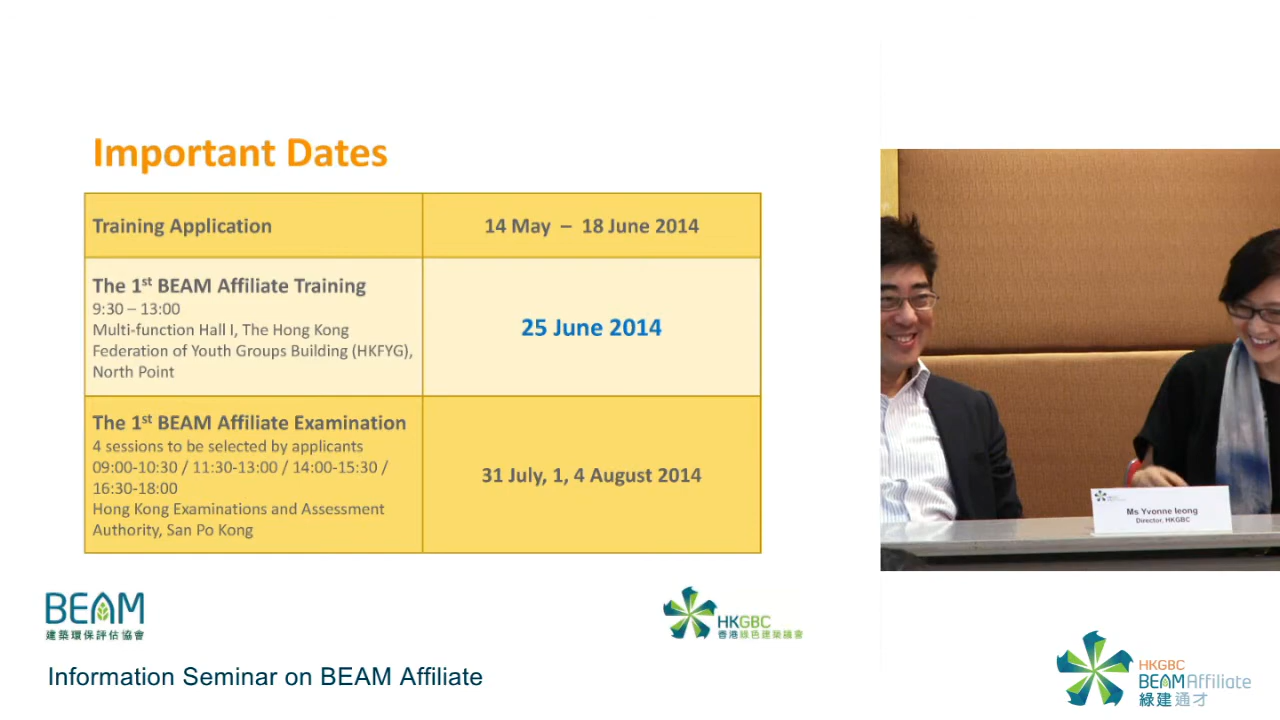 Important Dates
Training Application
14 May – 18 June 2014
The 1st BEAM Affiliate Training
9:30 – 13:00
Multi-function Hall I, The Hong Kong
Federation of Youth Groups Building (HKFYG),
North Point
25 June 2014
The 1st BEAM Affiliate Examination
4 sessions to be selected by applicants
09:00-10:30 / 11:30-13:00 / 14:00-15:30 /
16:30-18:00
Hong Kong Examinations and Assessment
Authority, San Po Kong
31 July, 1, 4 August 2014
Ms Yvonne Ieong
Director, HKGBC
BEAM
建築環保評估協會
HKGBC
香港綠色建築議會
Information Seminar on BEAM Affiliate
HKGBC
BEAM Affiliate
綠建通才